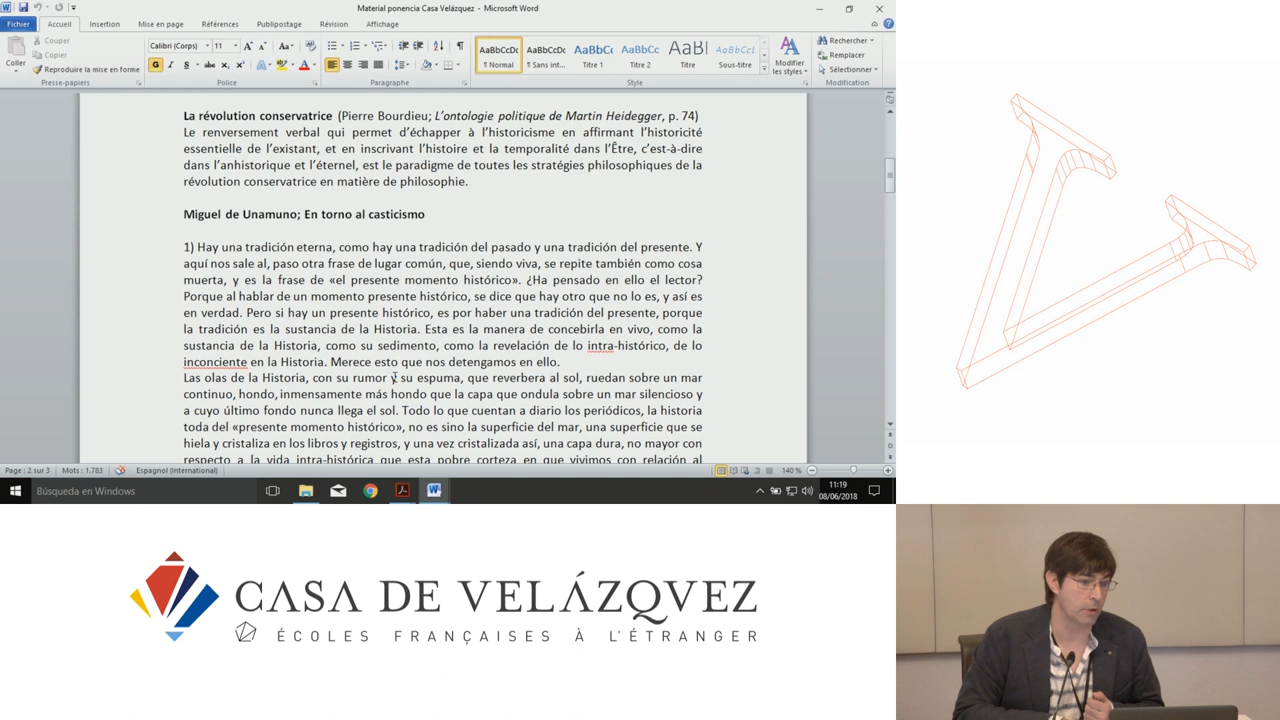 Material ponencia Casa Velázquez - Microsoft Word
Fichier Accueil Insertion Mise en page Références Publipostage Révision Affichage
Coller
Couper
Copier
Reproduire la mise en forme
Presse-papiers
Calibri (Corps) 11
Police
Paragraphe
AaBbCcDc AaBbCcDc AaBbC AaBbCc AaBl AaBbCcl
¶ Normal ¶ Sans int... Titre 1 Titre 2 Titre Sous-titre
Modifier les styles
Style
Rechercher
Remplacer
Sélectionner
Modification
La révolution conservatrice (Pierre Bourdieu; L'ontologie politique de Martin Heidegger, p. 74)
Le renversement verbal qui permet d'échapper à l'historicisme en affirmant l'historicité
essentielle de l'existant, et en inscrivant l'histoire et la temporalité dans l'Être, c'est-à-dire
dans l'anhistorique et l'éternel, est le paradigme de toutes les stratégies philosophiques de la
révolution conservatrice en matière de philosophie.
Miguel de Unamuno; En torno al casticismo
1) Hay una tradición eterna, como hay una tradición del pasado y una tradición del presente. Y
aquí nos sale al, paso otra frase de lugar común, que, siendo viva, se repite también como cosa
muerta, y es la frase de «el presente momento histórico». ¿Ha pensado en ello el lector?
Porque al hablar de un momento presente histórico, se dice que hay otro que no lo es, y así es
en verdad. Pero si hay un presente histórico, es por haber una tradición del presente, porque
la tradición es la sustancia de la Historia. Esta es la manera de concebirla en vivo, como la
sustancia de la Historia, como su sedimento, como la revelación de lo intra-histórico, de lo
inconciente en la Historia. Merece esto que nos detengamos en ello.
Las olas de la Historia, con su rumor y su espuma, que reverbera al sol, ruedan sobre un mar
continuo, hondo, inmensamente más hondo que la capa que ondula sobre un mar silencioso y
a cuyo último fondo nunca llega el sol. Todo lo que cuentan a diario los periódicos, la historia
toda del «presente momento histórico», no es sino la superficie del mar, una superficie que se
hiela y cristaliza en los libros y registros, y una vez cristalizada así, una capa dura, no mayor con
respecto a la vida intra-histórica que esta pobre corteza en que vivimos con relación al
Page : 2 sur 3 Mots : 1.783 Espagnol (International) 140 %
Búsqueda en Windows
11:19
08/06/2018
CASA DE VELÁZQVEZ
ÉCOLES FRANÇAISES À L'ÉTRANGER